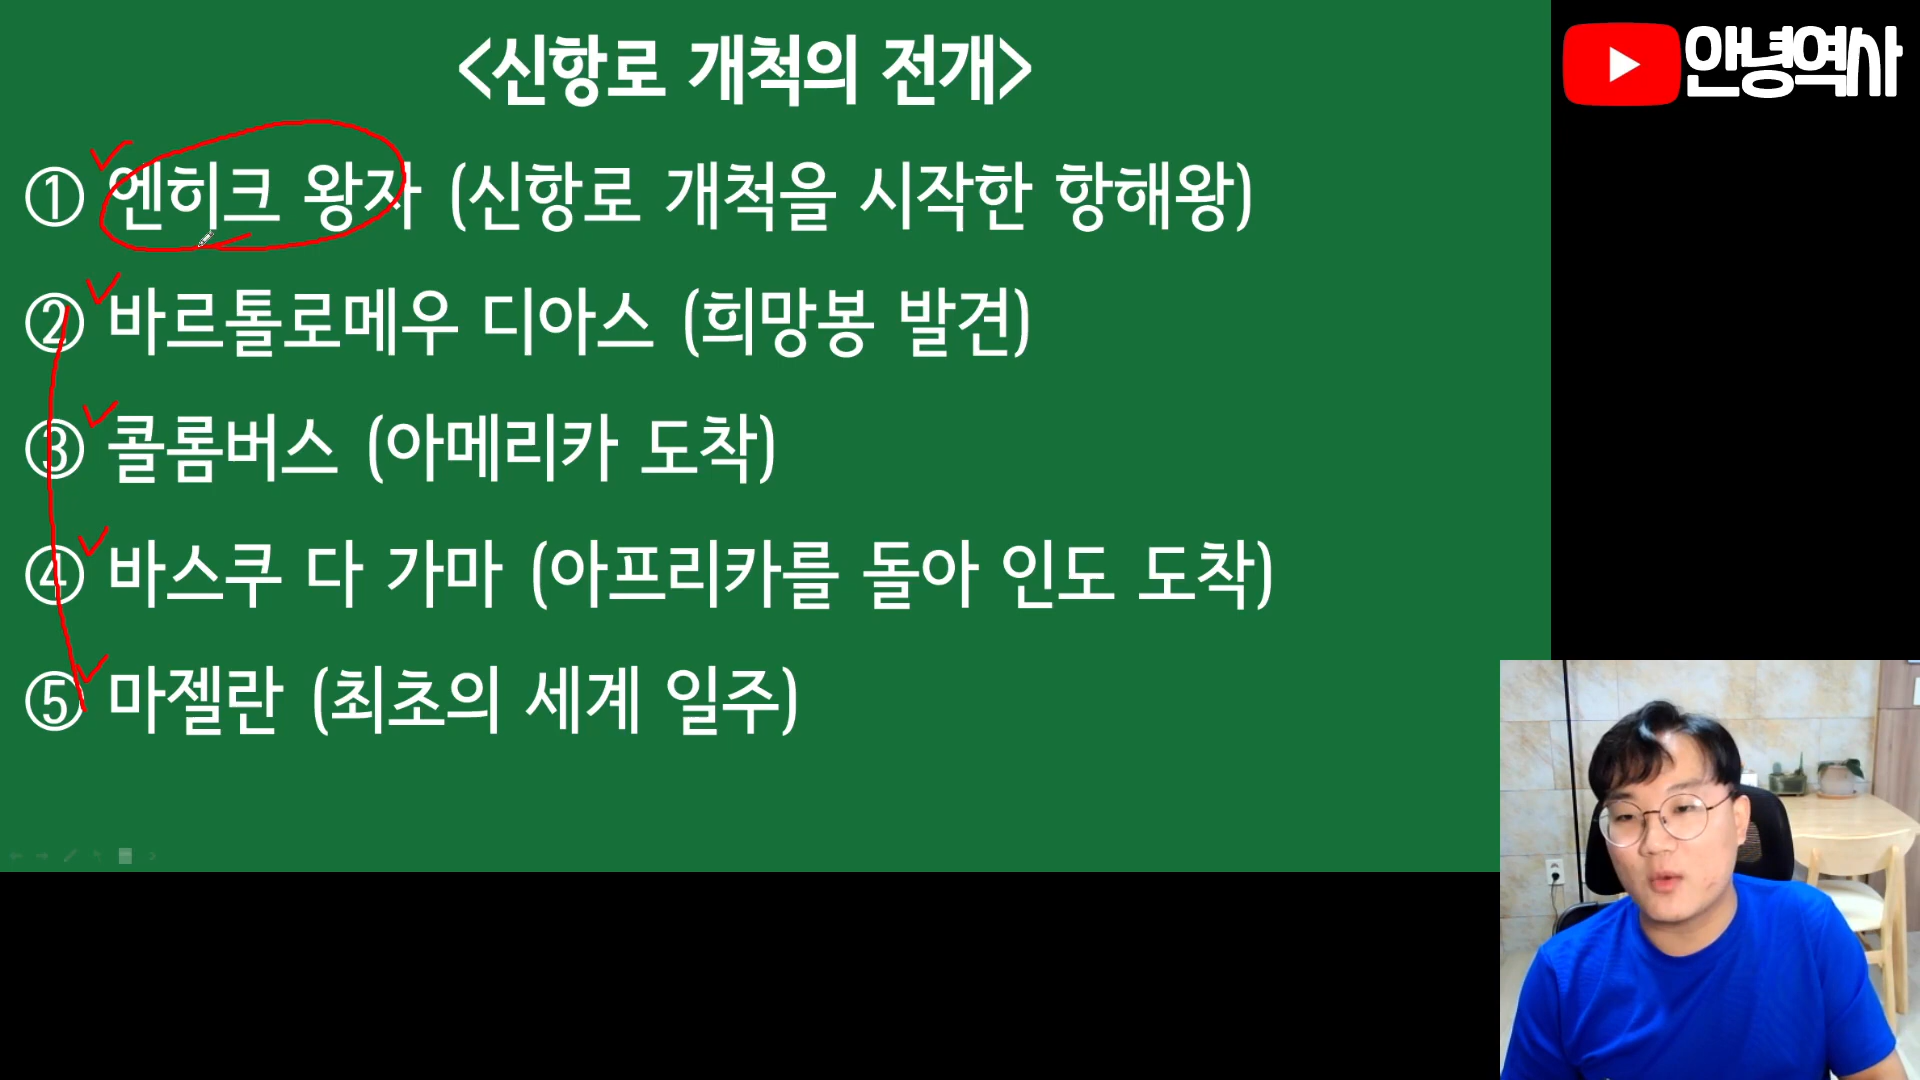 <신항로 개척의 전개>
안녕역사
① 엔히크 왕자 (신항로 개척을 시작한 항해왕)
② 바르톨로메우 디아스 (희망봉 발견)
③ 콜롬버스 (아메리카 도착)
④ 바스쿠 다 가마 (아프리카를 돌아 인도 도착)
⑤ 마젤란 (최초의 세계 일주)